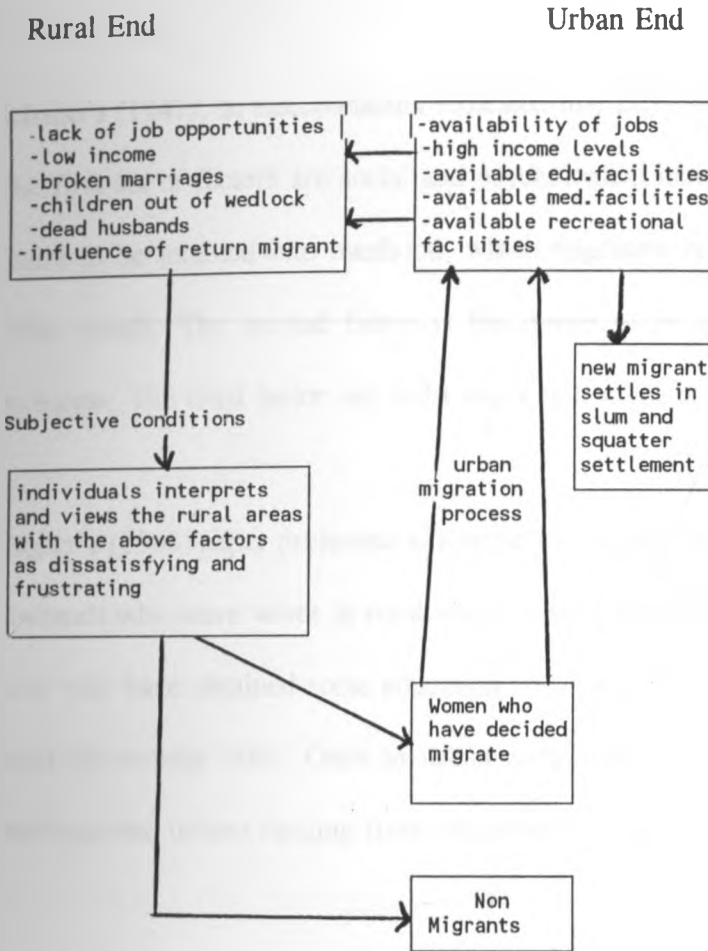 Rural End
Urban End
-lack of job opportunities
-low income
-broken marriages
-children out of wedlock
-dead husbands
-influence of return migrant
-availability of jobs
-high income levels
-available edu.facilities
-available med.facilities
-available recreational
facilities
new migrant
settles in
slum and
squatter
settlement
Subjective Conditions
individuals interprets
and views the rural areas
with the above factors
as dissatisfying and
frustrating
urban
migration
process
Women who
have decided
migrate
Non
Migrants